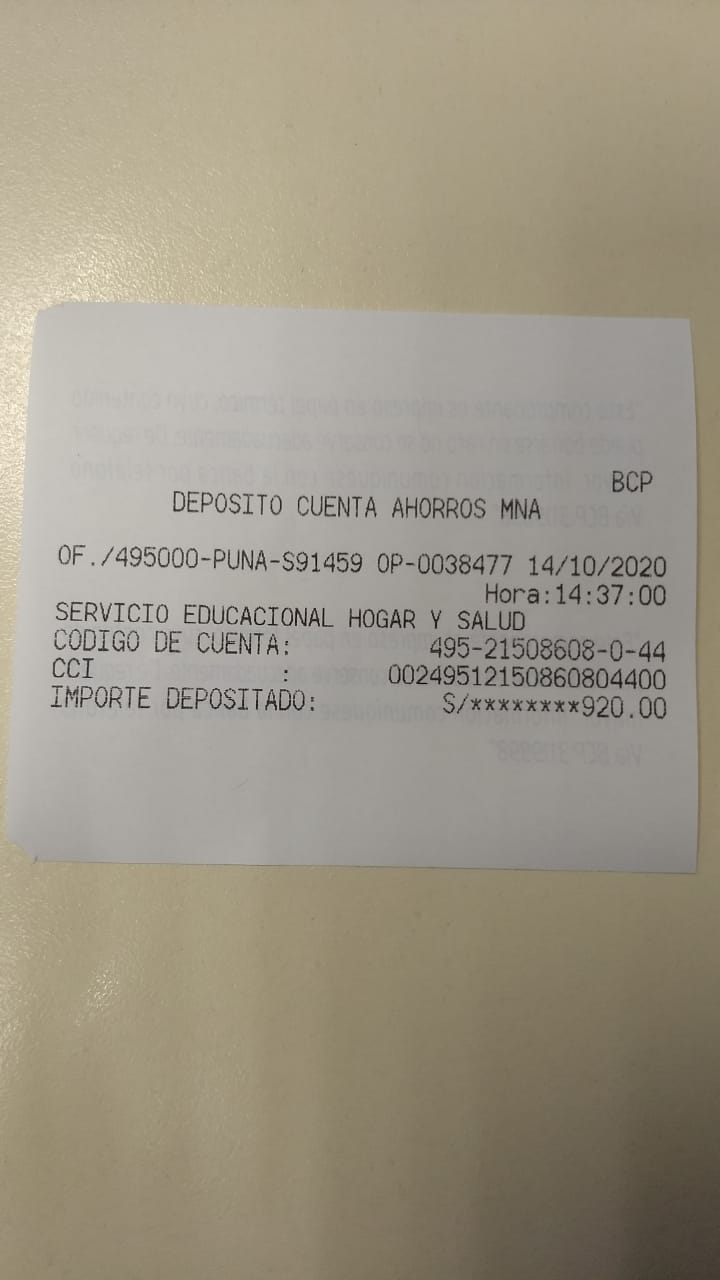 BCP
DEPOSITO CUENTA AHORROS MNA
OF./495000-PUNA-S91459 OP-0038477 14/10/2020
Hora:14:37:00
SERVICIO EDUCACIONAL HOGAR Y SALUD
CODIGO DE CUENTA: 495-21508608-0-44
CCI : 00249512150860804400
IMPORTE DEPOSITADO: S/********920.00